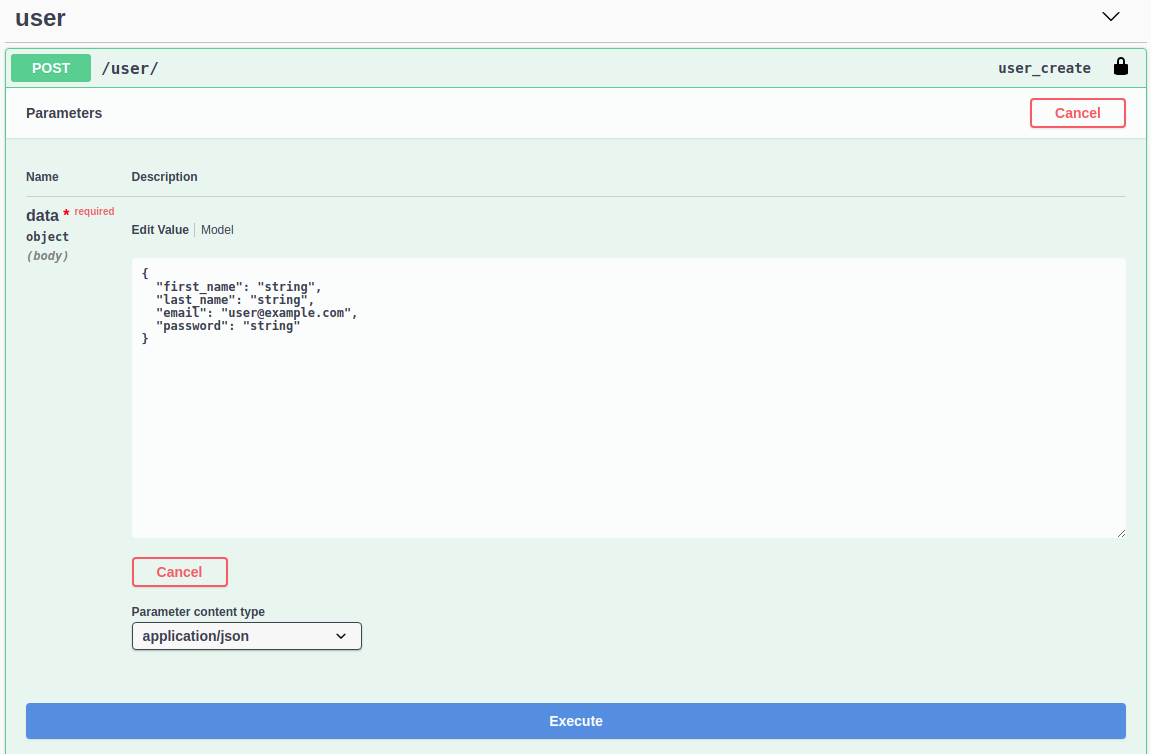 user
POST /user/ user_create
Parameters Cancel
Name Description
data * required
object
(body)
Edit Value Model
{
  "first_name": "string",
  "last_name": "string",
  "email": "user@example.com",
  "password": "string"
}
Cancel
Parameter content type
application/json
Execute